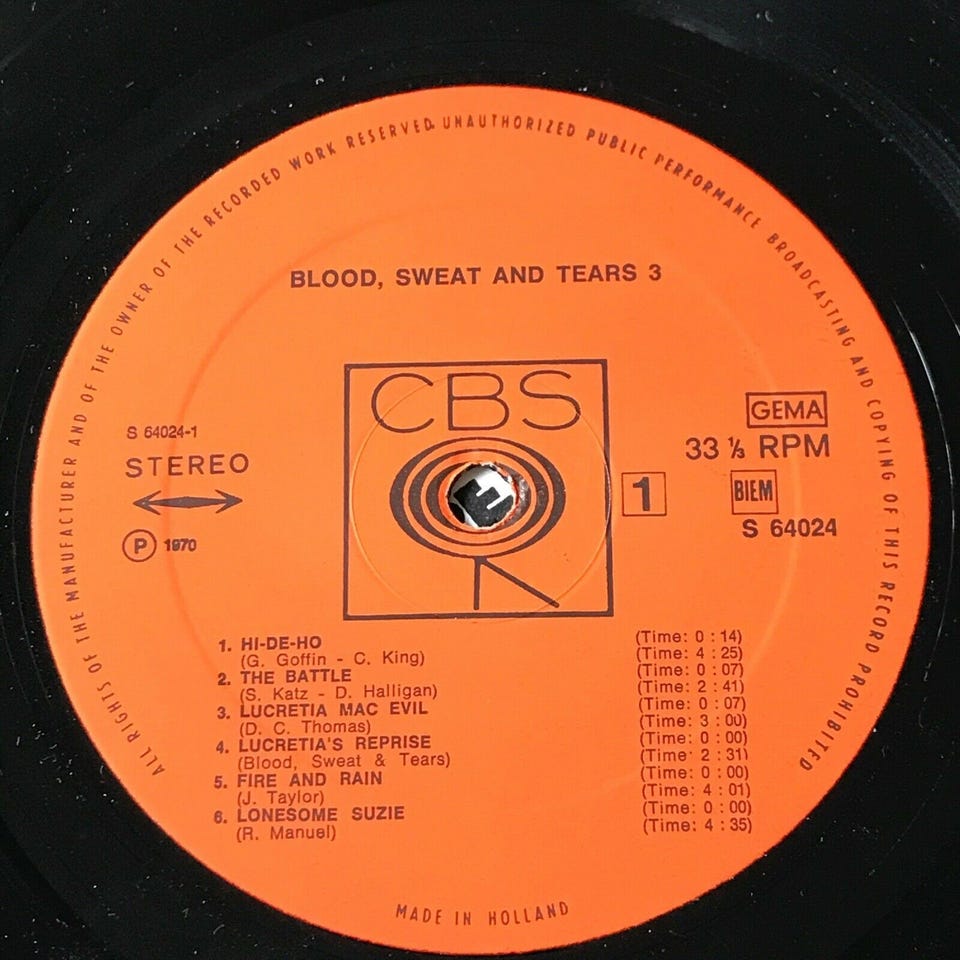 ALL RIGHTS OF THE MANUFACTURER AND OF THE OWNER OF THE RECORDED WORK RESERVED. UNAUTHORIZED PUBLIC PERFORMANCE BROADCASTING AND COPYING OF THIS RECORD PROHIBITED
BLOOD, SWEAT AND TEARS 3
CBS
S 64024-1
STEREO
Ⓟ 1970
1
GEMA
33 ⅓ RPM
BIEM
S 64024
1. HI-DE-HO (Time: 0 : 14)
(G. Goffin - C. King) (Time: 4 : 25)
2. THE BATTLE (Time: 0 : 07)
(S. Katz - D. Halligan) (Time: 2 : 41)
3. LUCRETIA MAC EVIL (Time: 0 : 07)
(D. C. Thomas) (Time: 3 : 00)
4. LUCRETIA'S REPRISE (Time: 0 : 00)
(Blood, Sweat & Tears) (Time: 2 : 31)
5. FIRE AND RAIN (Time: 0 : 00)
(J. Taylor) (Time: 4 : 01)
6. LONESOME SUZIE (Time: 0 : 00)
(R. Manuel) (Time: 4 : 35)
MADE IN HOLLAND